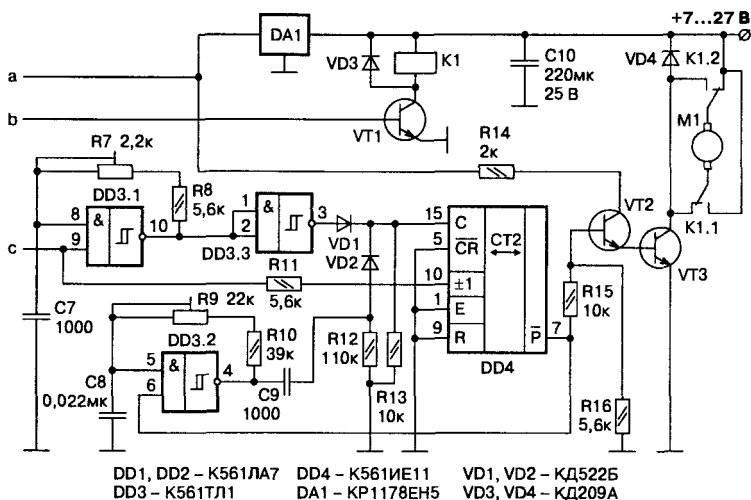 +7...27 В
DA1
VD3
K1
C10
220мк
25 В
VD4
K1.2
a
b
VT1
M1
R14
2к
R7 2,2к
R8
5,6к
DD3.1
8
&
10
9
1
&
3
2
DD3.3
VD1
VD2
15
C
5
CR
CT2
10
±1
1
E
9
R
P
7
DD4
VT2
K1.1
VT3
c
R11
5,6к
C7
1000
R9 22к
R10
39к
DD3.2
5
&
4
6
C8
0,022мк
C9
1000
R12
110к
R13
10к
R15
10к
R16
5,6к
DD1, DD2 – К561ЛА7 DD4 – К561ИЕ11 VD1, VD2 – КД522Б
DD3 – К561ТЛ1 DA1 – КР1178ЕН5 VD3, VD4 – КД209А